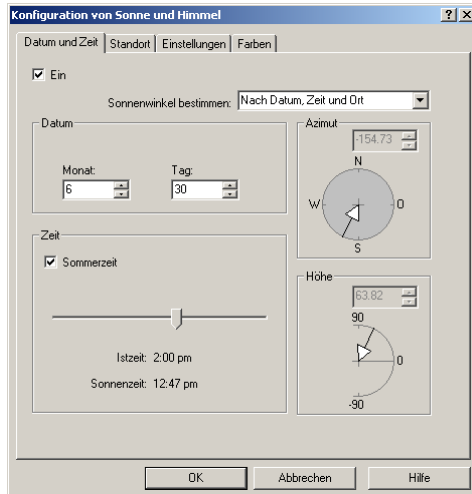 Konfiguration von Sonne und Himmel
Datum und Zeit Standort Einstellungen Farben
Ein
Sonnenwinkel bestimmen: Nach Datum, Zeit und Ort
Datum
Monat: Tag:
6 30
Zeit
Sommerzeit
Istzeit: 2:00 pm
Sonnenzeit: 12:47 pm
Azimut
-154.73
N
W O
S
Höhe
63.82
90
0
-90
OK Abbrechen Hilfe